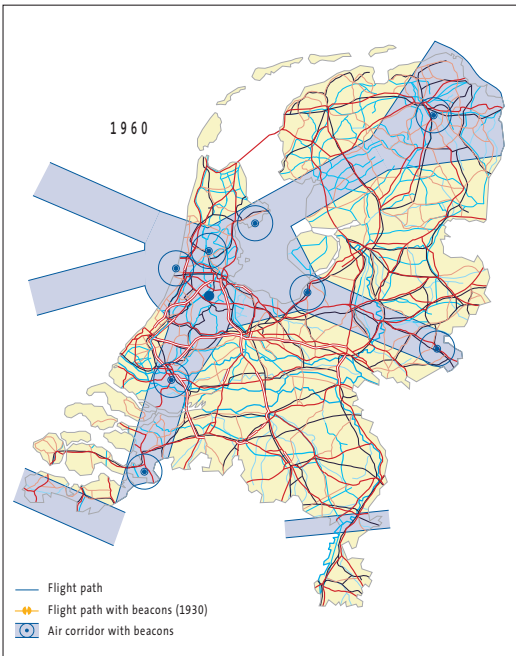 1960
Flight path
Flight path with beacons (1930)
Air corridor with beacons